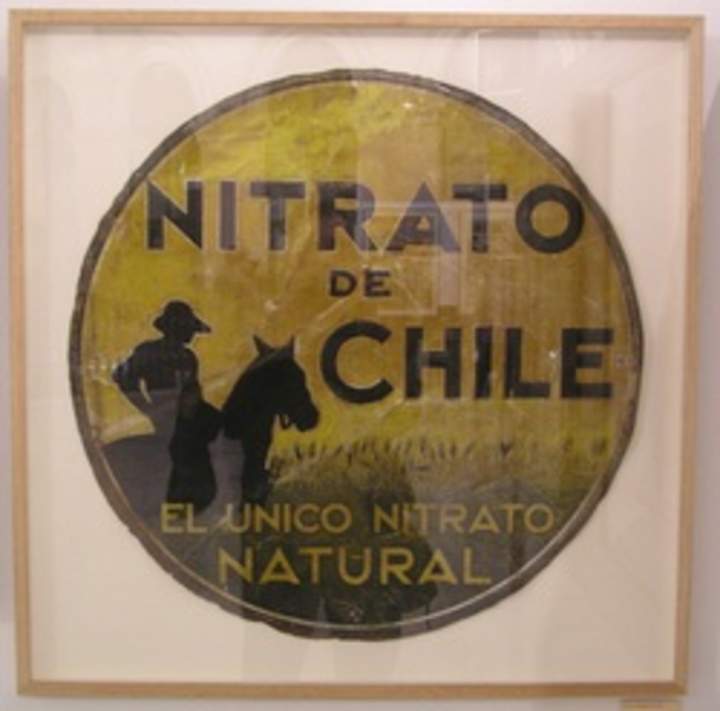 NITRATO
DE
CHILE
EL UNICO NITRATO
NATURAL